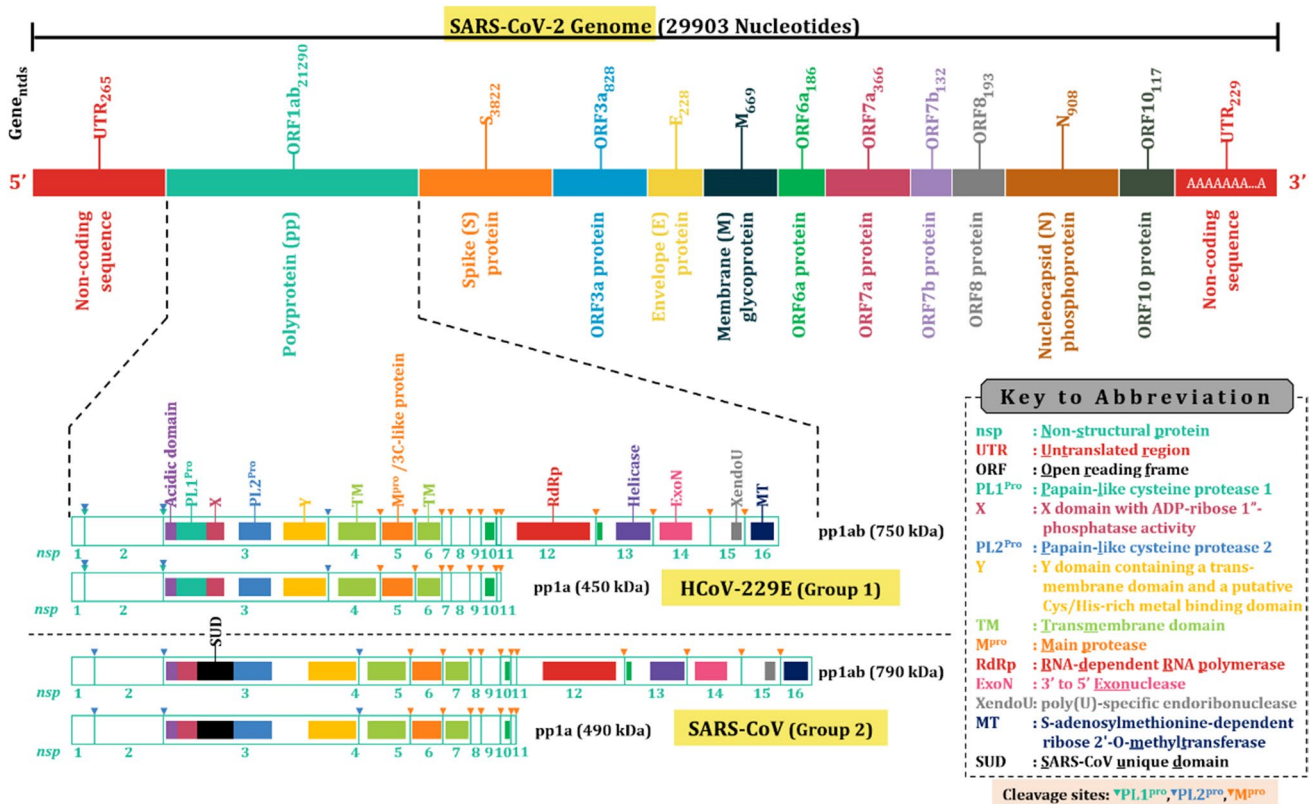 SARS-CoV-2 Genome (29903 Nucleotides)
Gene ntds
UTR265
ORF1ab21290
S3822
ORF3a828
E228
M669
ORF6a186
ORF7a366
ORF7b132
ORF8193
N908
ORF10117
UTR229
5’
AAAAAAA...A
3’
Non-coding
sequence
Polyprotein (pp)
Spike (S)
protein
ORF3a protein
Envelope (E)
protein
Membrane (M)
glycoprotein
ORF6a protein
ORF7a protein
ORF7b protein
ORF8 protein
Nucleocapsid (N)
phosphoprotein
ORF10 protein
Non-coding
sequence
Acidic domain
PL1Pro
X
PL2Pro
Y
TM
Mpro /3C-like protein
TM
RdRp
Helicase
ExoN
XendoU
MT
pp1ab (750 kDa)
nsp 1 2 3 4 5 6 7 8 9 10 11 12 13 14 15 16
pp1a (450 kDa)
HCoV-229E (Group 1)
nsp 1 2 3 4 5 6 7 8 9 10 11
SUD
pp1ab (790 kDa)
nsp 1 2 3 4 5 6 7 8 9 10 11 12 13 14 15 16
pp1a (490 kDa)
SARS-CoV (Group 2)
nsp 1 2 3 4 5 6 7 8 9 10 11
Key to Abbreviation
nsp : Non-structural protein
UTR : Untranslated region
ORF : Open reading frame
PL1Pro : Papain-like cysteine protease 1
X : X domain with ADP-ribose 1”-
phosphatase activity
PL2Pro : Papain-like cysteine protease 2
Y : Y domain containing a trans-
membrane domain and a putative
Cys/His-rich metal binding domain
TM : Transmembrane domain
Mpro : Main protease
RdRp : RNA-dependent RNA polymerase
ExoN : 3’ to 5’ Exonuclease
XendoU: poly(U)-specific endoribonuclease
MT : S-adenosylmethionine-dependent
ribose 2’-O-methyltransferase
SUD : SARS-CoV unique domain
Cleavage sites: ▼PL1pro,▼PL2pro,▼Mpro